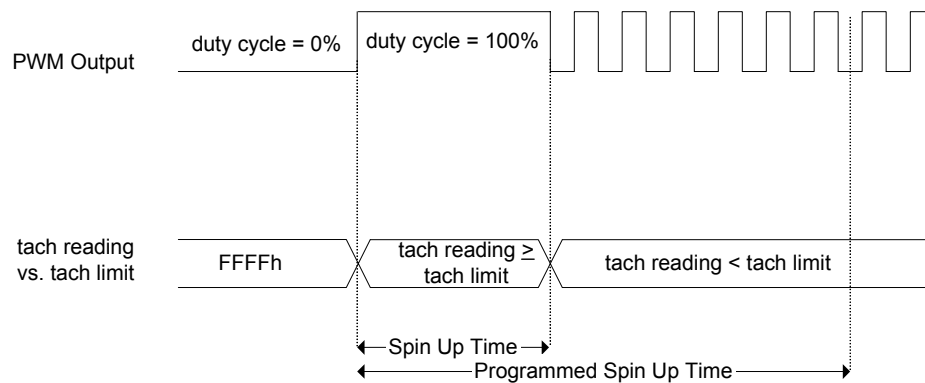 duty cycle = 0%
duty cycle = 100%
PWM Output
tach reading
vs. tach limit
FFFFh
tach reading ≥
tach limit
tach reading < tach limit
Spin Up Time
Programmed Spin Up Time